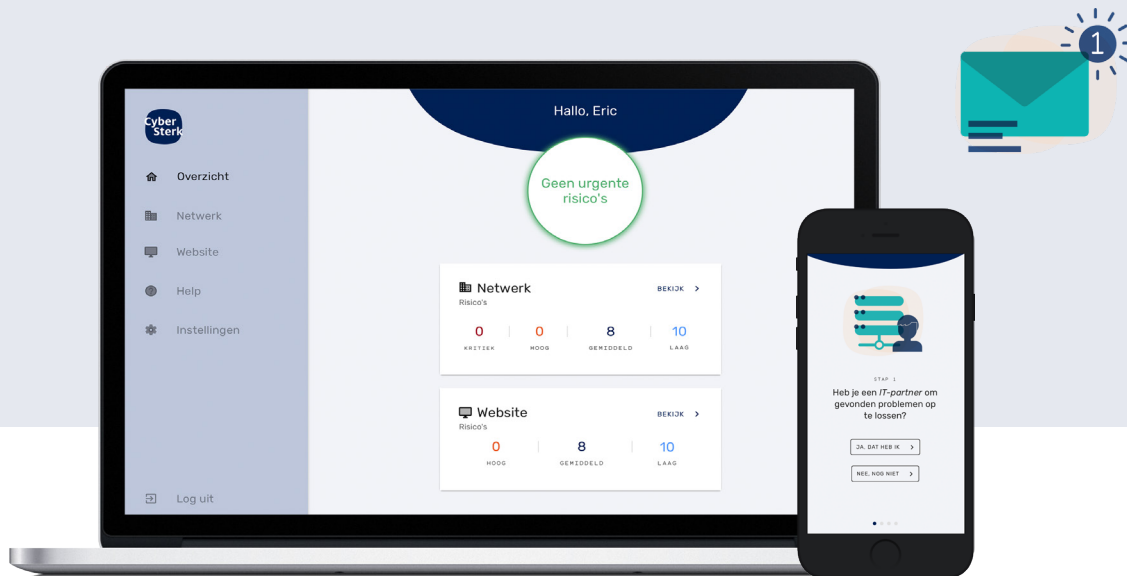 1
Cyber
Sterk
Hallo, Eric
Geen urgente
risico's
Overzicht
Netwerk
Website
Help
Instellingen
Log uit
Netwerk
BEKIJK >
Risico's
0 0 8 10
KRITIEK HOOG GEMIDDELD LAAG
Website
BEKIJK >
Risico's
0 8 10
HOOG GEMIDDELD LAAG
STAP 1
Heb je een IT-partner om
gevonden problemen op
te lossen?
JA, DAT HEB IK >
NEE, NOG NIET >